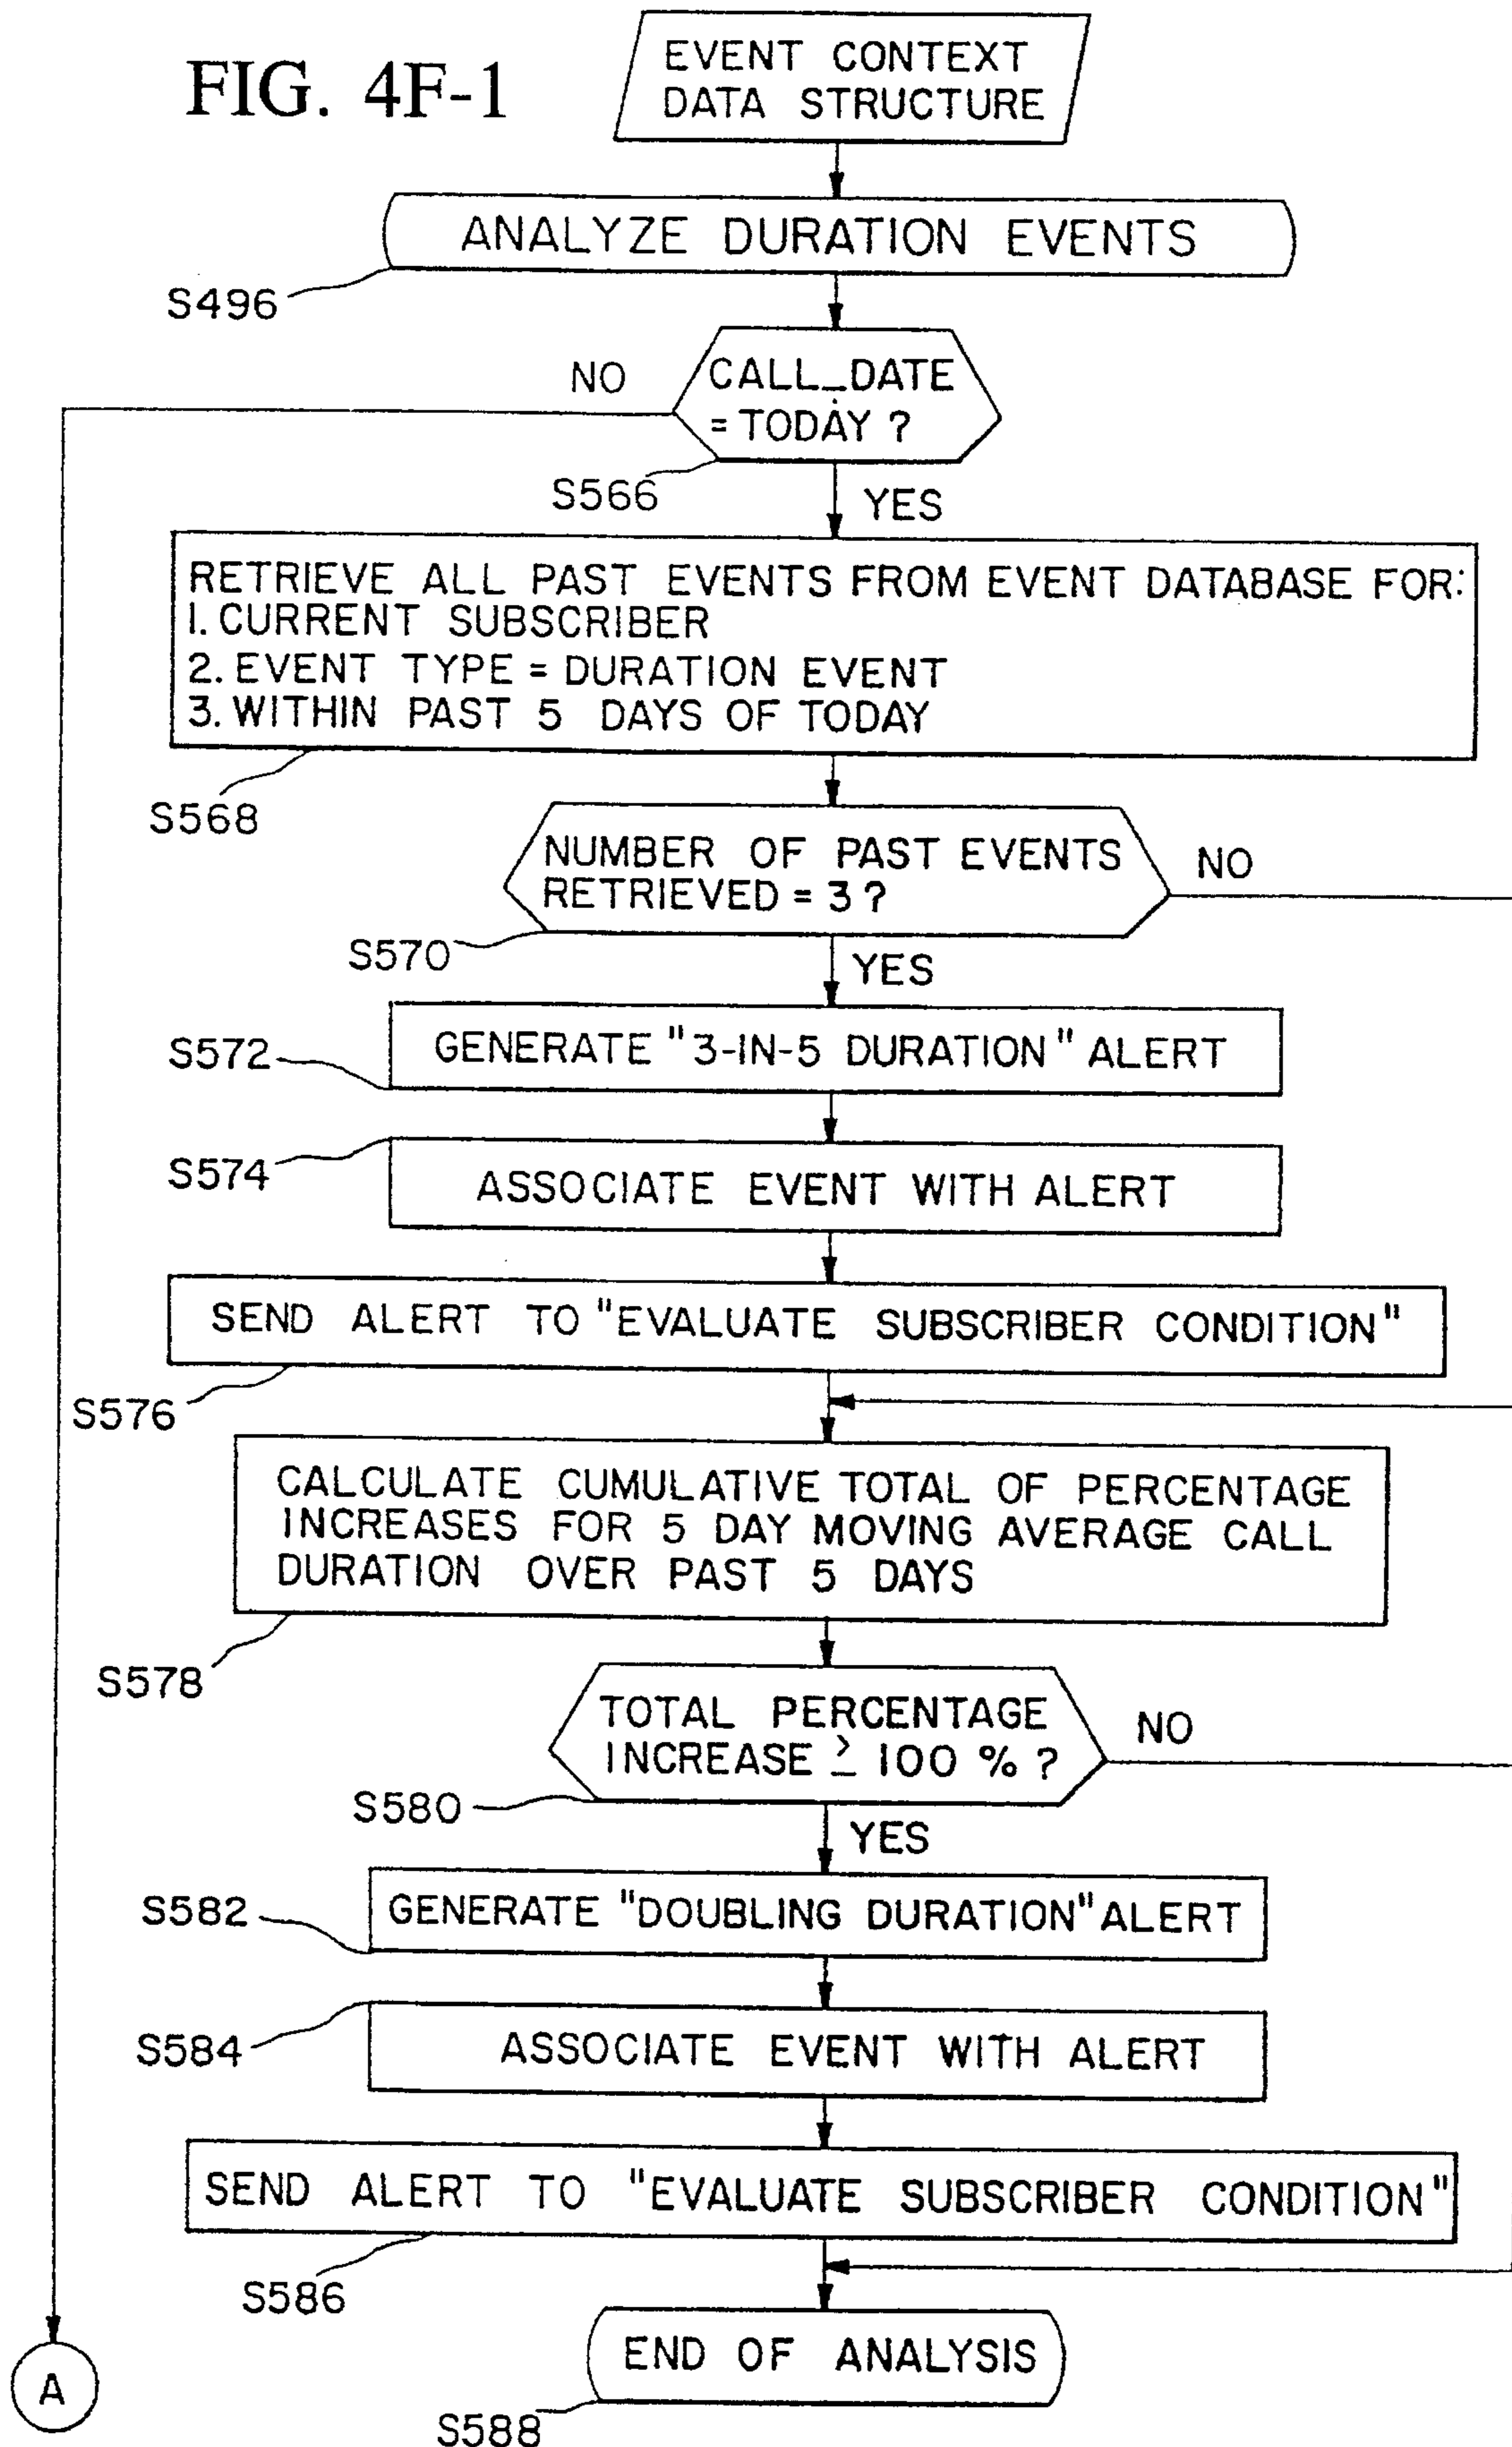 FIG. 4F-1
EVENT CONTEXT
DATA STRUCTURE
ANALYZE DURATION EVENTS
S496
NO
CALL_DATE
= TODAY ?
S566
YES
RETRIEVE ALL PAST EVENTS FROM EVENT DATABASE FOR:
1. CURRENT SUBSCRIBER
2. EVENT TYPE = DURATION EVENT
3. WITHIN PAST 5 DAYS OF TODAY
S568
NUMBER OF PAST EVENTS
RETRIEVED = 3 ?
NO
S570
YES
S572
GENERATE "3-IN-5 DURATION" ALERT
S574
ASSOCIATE EVENT WITH ALERT
SEND ALERT TO "EVALUATE SUBSCRIBER CONDITION"
S576
CALCULATE CUMULATIVE TOTAL OF PERCENTAGE
INCREASES FOR 5 DAY MOVING AVERAGE CALL
DURATION OVER PAST 5 DAYS
S578
TOTAL PERCENTAGE
INCREASE ≥ 100 % ?
NO
S580
YES
S582
GENERATE "DOUBLING DURATION" ALERT
S584
ASSOCIATE EVENT WITH ALERT
SEND ALERT TO "EVALUATE SUBSCRIBER CONDITION"
S586
END OF ANALYSIS
A
S588